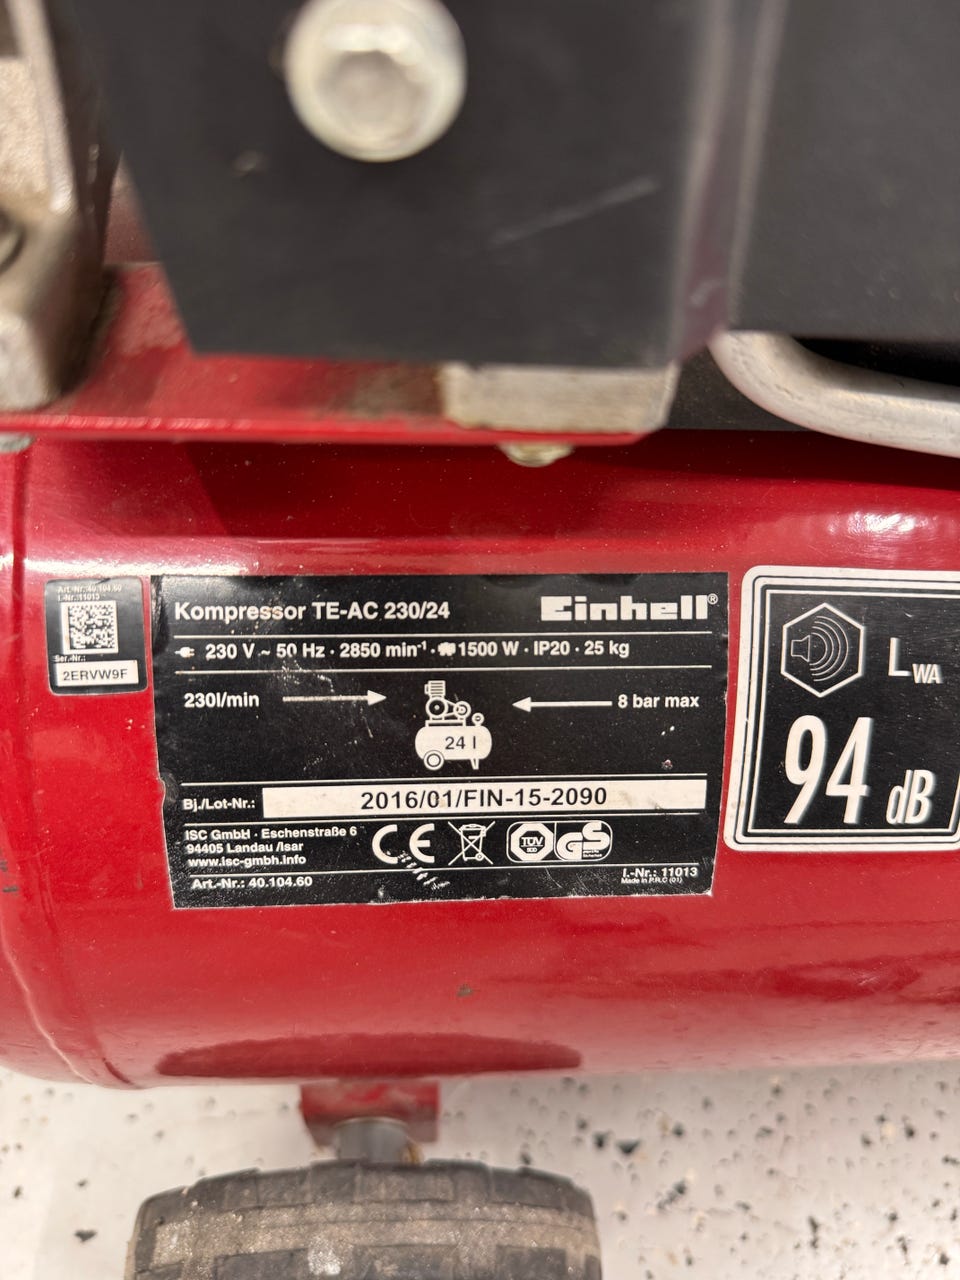 Art.-Nr.: 40.104.60
I.-Nr.: 11013
Ser.-Nr.:
2ERVW9F
Kompressor TE-AC 230/24
Einhell®
230 V ~ 50 Hz · 2850 min-1 · 1500 W · IP20 · 25 kg
230l/min
8 bar max
24 l
Bj./Lot-Nr.:
2016/01/FIN-15-2090
ISC GmbH · Eschenstraße 6
94405 Landau /Isar
www.isc-gmbh.info
CE
TÜV
GS
Art.-Nr.: 40.104.60
I.-Nr.: 11013
Made in P.R.C (01)
LWA
94 dB